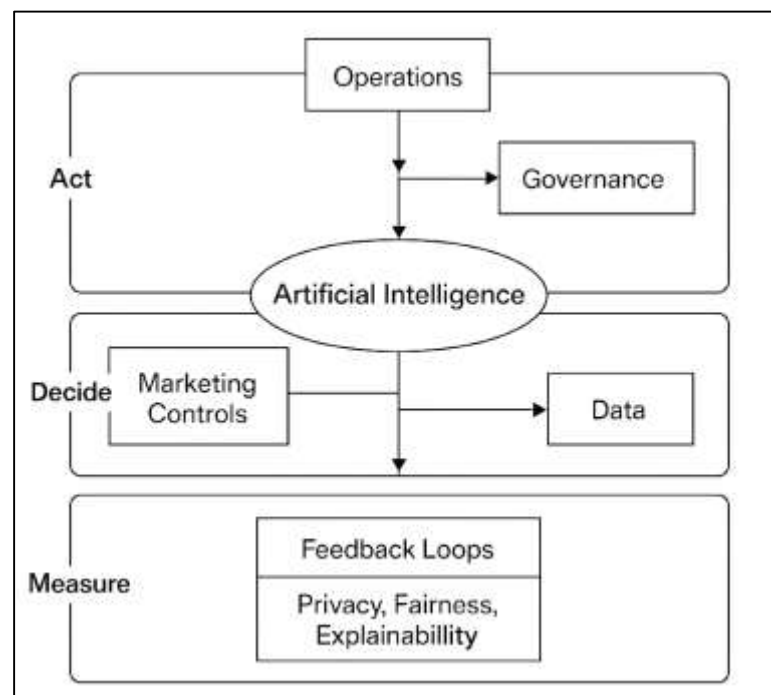 Operations
Act
Governance
Artificial Intelligence
Marketing
Controls
Decide
Data
Feedback Loops
Measure
Privacy, Fairness,
Explainabillity